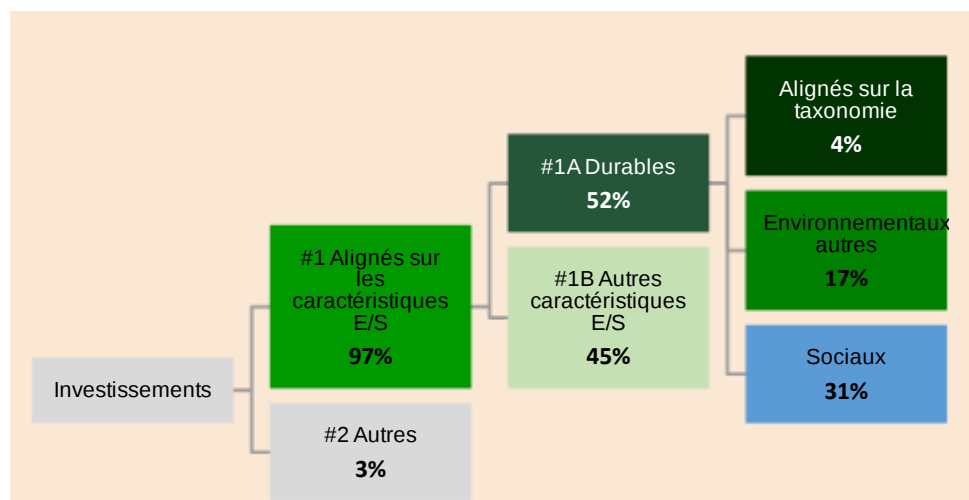 Investissements
#1 Alignés sur
les
caractéristiques
E/S
97%
#2 Autres
3%
#1A Durables
52%
#1B Autres
caractéristiques
E/S
45%
Alignés sur la
taxonomie
4%
Environnementaux
autres
17%
Sociaux
31%